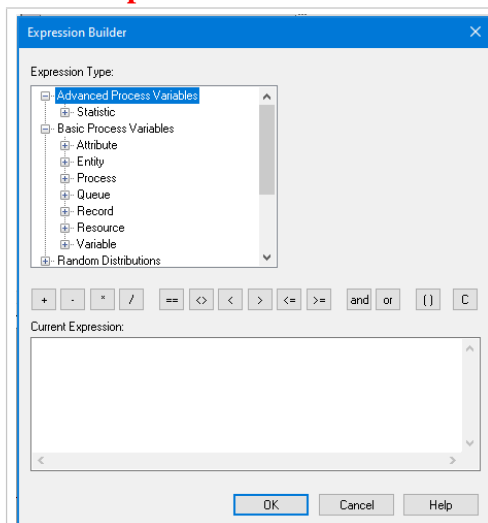 Expression Builder
Expression Type:
Advanced Process Variables
Statistic
Basic Process Variables
Attribute
Entity
Process
Queue
Record
Resource
Variable
Random Distributions
+ - * / == <> < > <= >= and or () C
Current Expression:
OK Cancel Help